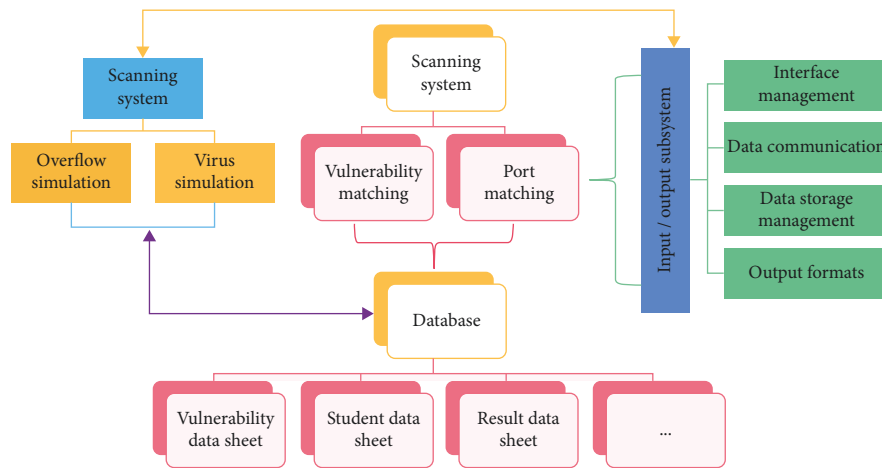 Scanning
system
Overflow
simulation
Virus
simulation
Scanning
system
Vulnerability
matching
Port
matching
Input / output subsystem
Interface
management
Data communication
Data storage
management
Output formats
Database
Vulnerability
data sheet
Student data
sheet
Result data
sheet
...